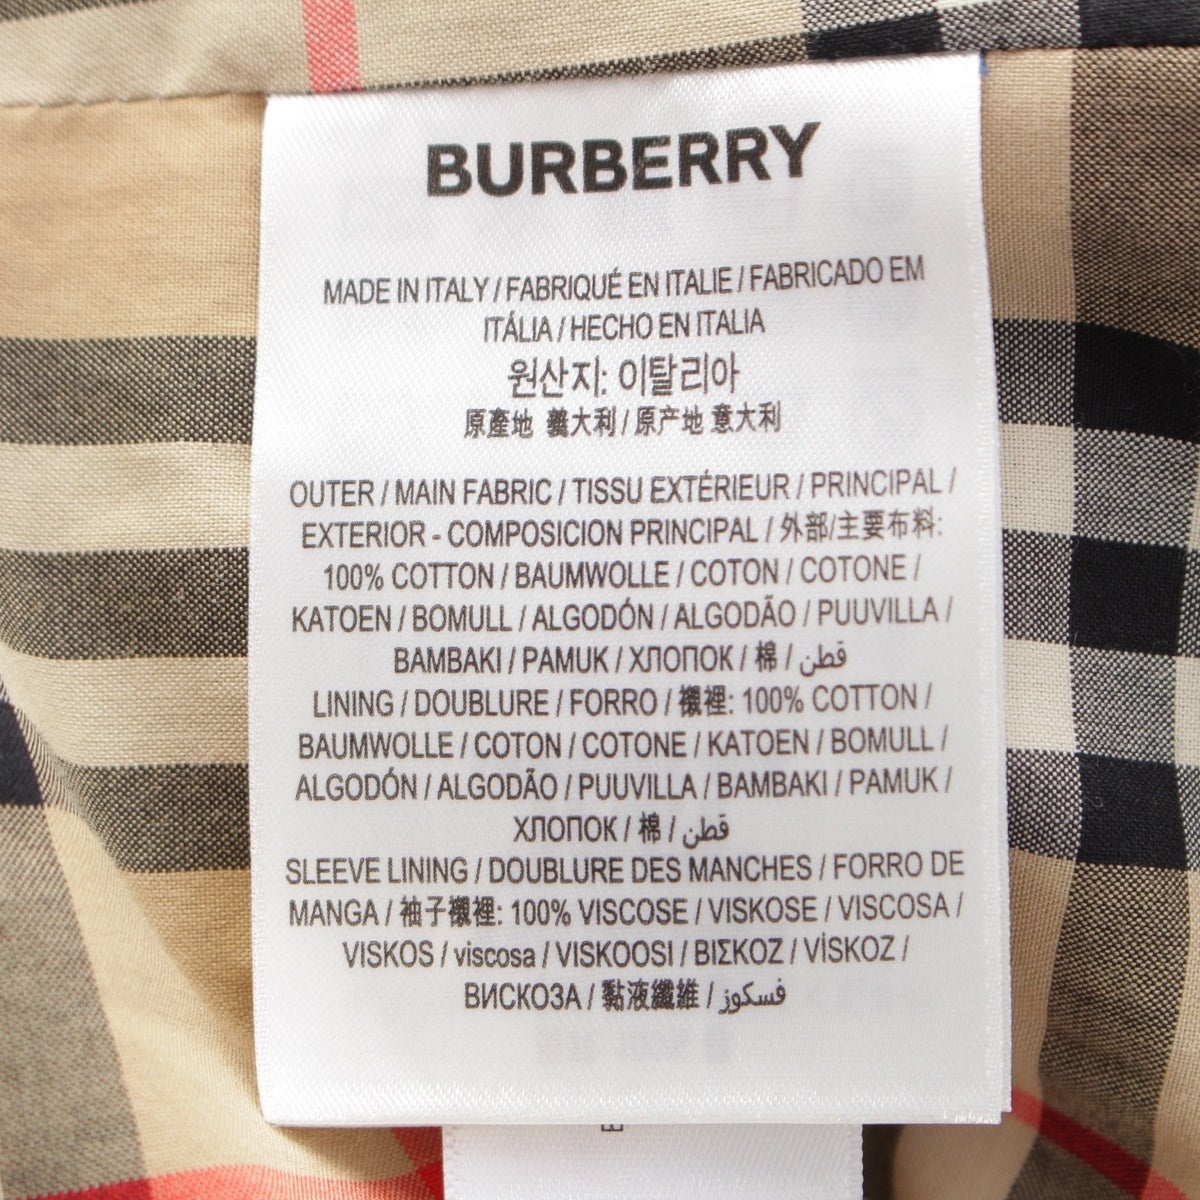 BURBERRY
MADE IN ITALY / FABRIQUÉ EN ITALIE / FABRICADO EM
ITÁLIA / HECHO EN ITALIA
원산지: 이탈리아
原產地 義大利 / 原产地 意大利
OUTER / MAIN FABRIC / TISSU EXTÉRIEUR / PRINCIPAL /
EXTERIOR - COMPOSICION PRINCIPAL / 外部/主要布料:
100% COTTON / BAUMWOLLE / COTON / COTONE /
KATOEN / BOMULL / ALGODÓN / ALGODÃO / PUUVILLA /
BAMBAKI / PAMUK / ХЛОПОК / 棉 / قطن
LINING / DOUBLURE / FORRO / 襯裡: 100% COTTON /
BAUMWOLLE / COTON / COTONE / KATOEN / BOMULL /
ALGODÓN / ALGODÃO / PUUVILLA / BAMBAKI / PAMUK /
ХЛОПОК / 棉 / قطن
SLEEVE LINING / DOUBLURE DES MANCHES / FORRO DE
MANGA / 袖子襯裡: 100% VISCOSE / VISKOSE / VISCOSA /
VISKOS / viscosa / VISKOOSI / ΒΙΣΚΟΖ / VİSKOZ /
ВИСКОЗА / 黏液纖維 / فسكوز